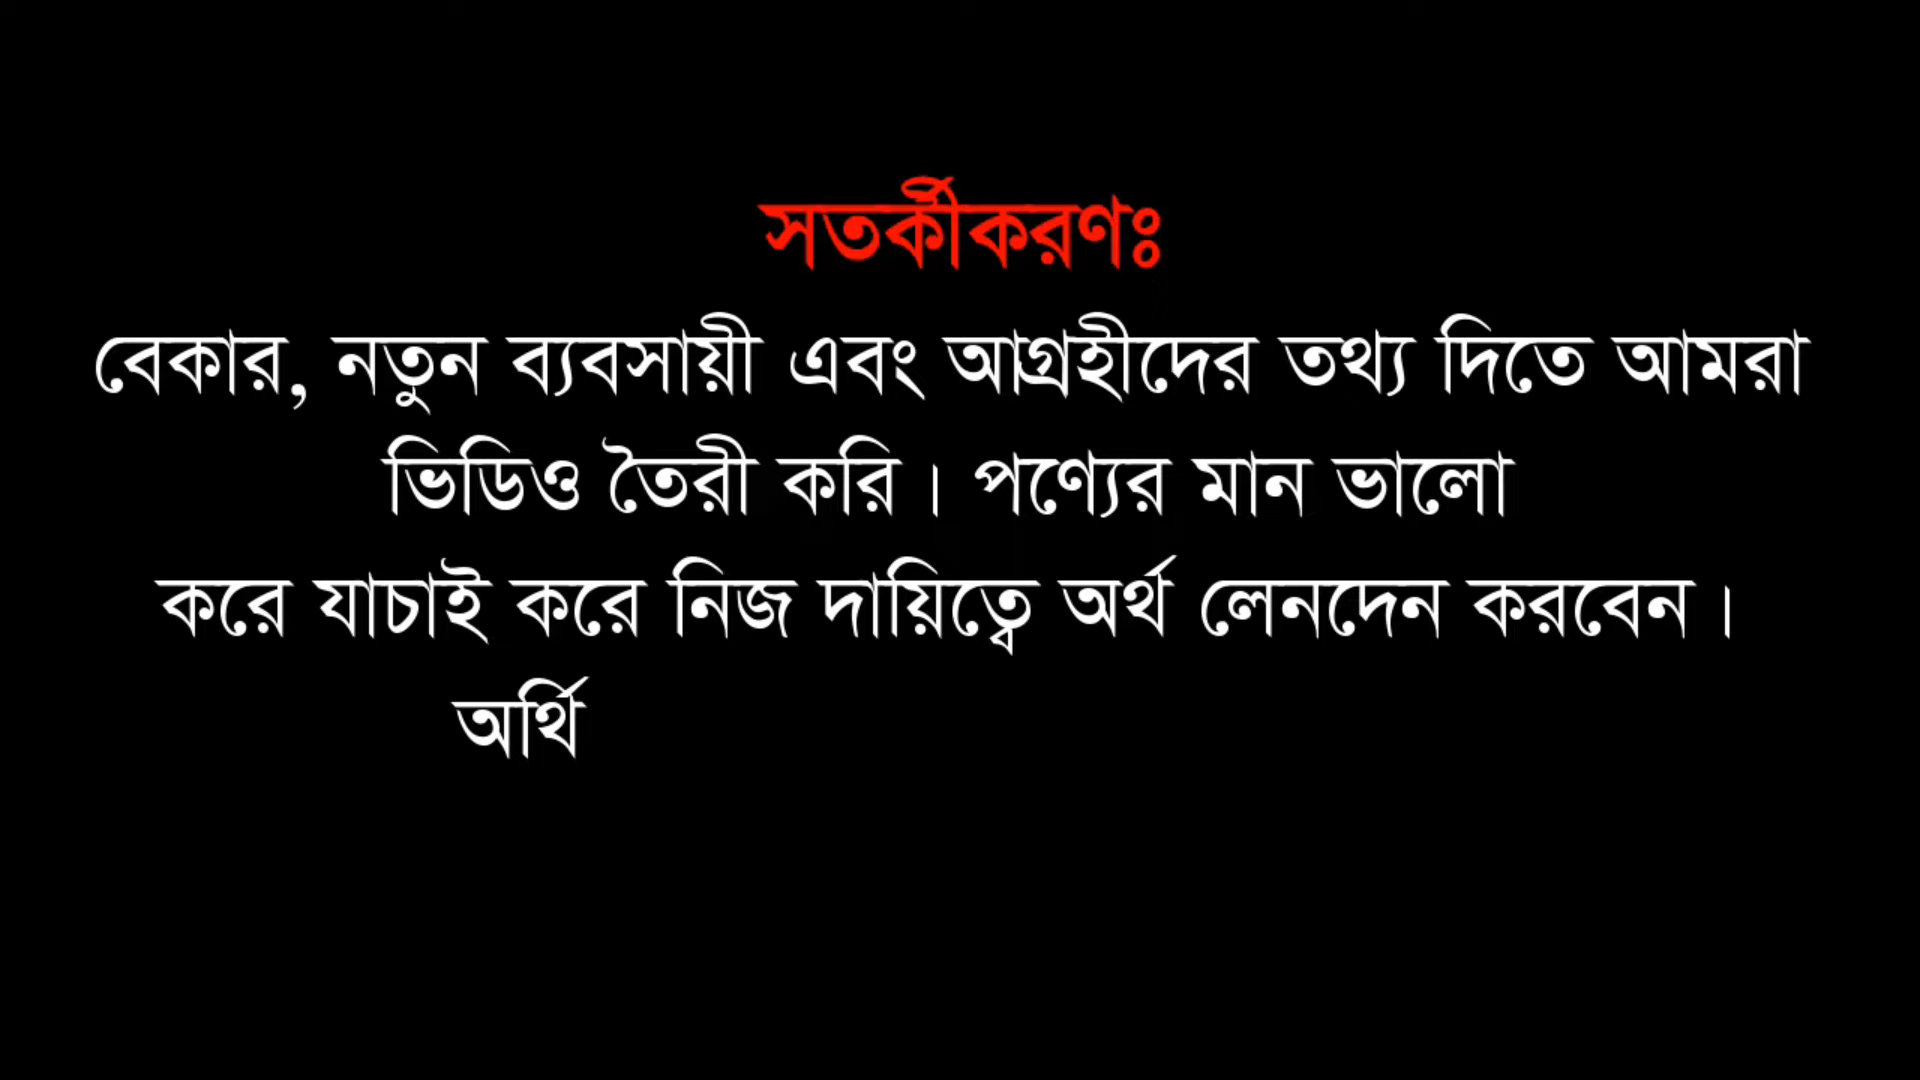 সতর্কীকরণঃ
বেকার, নতুন ব্যবসায়ী এবং আগ্রহীদের তথ্য দিতে আমরা
ভিডিও তৈরী করি। পণ্যের মান ভালো
করে যাচাই করে নিজ দায়িত্বে অর্থ লেনদেন করবেন।
অর্থি